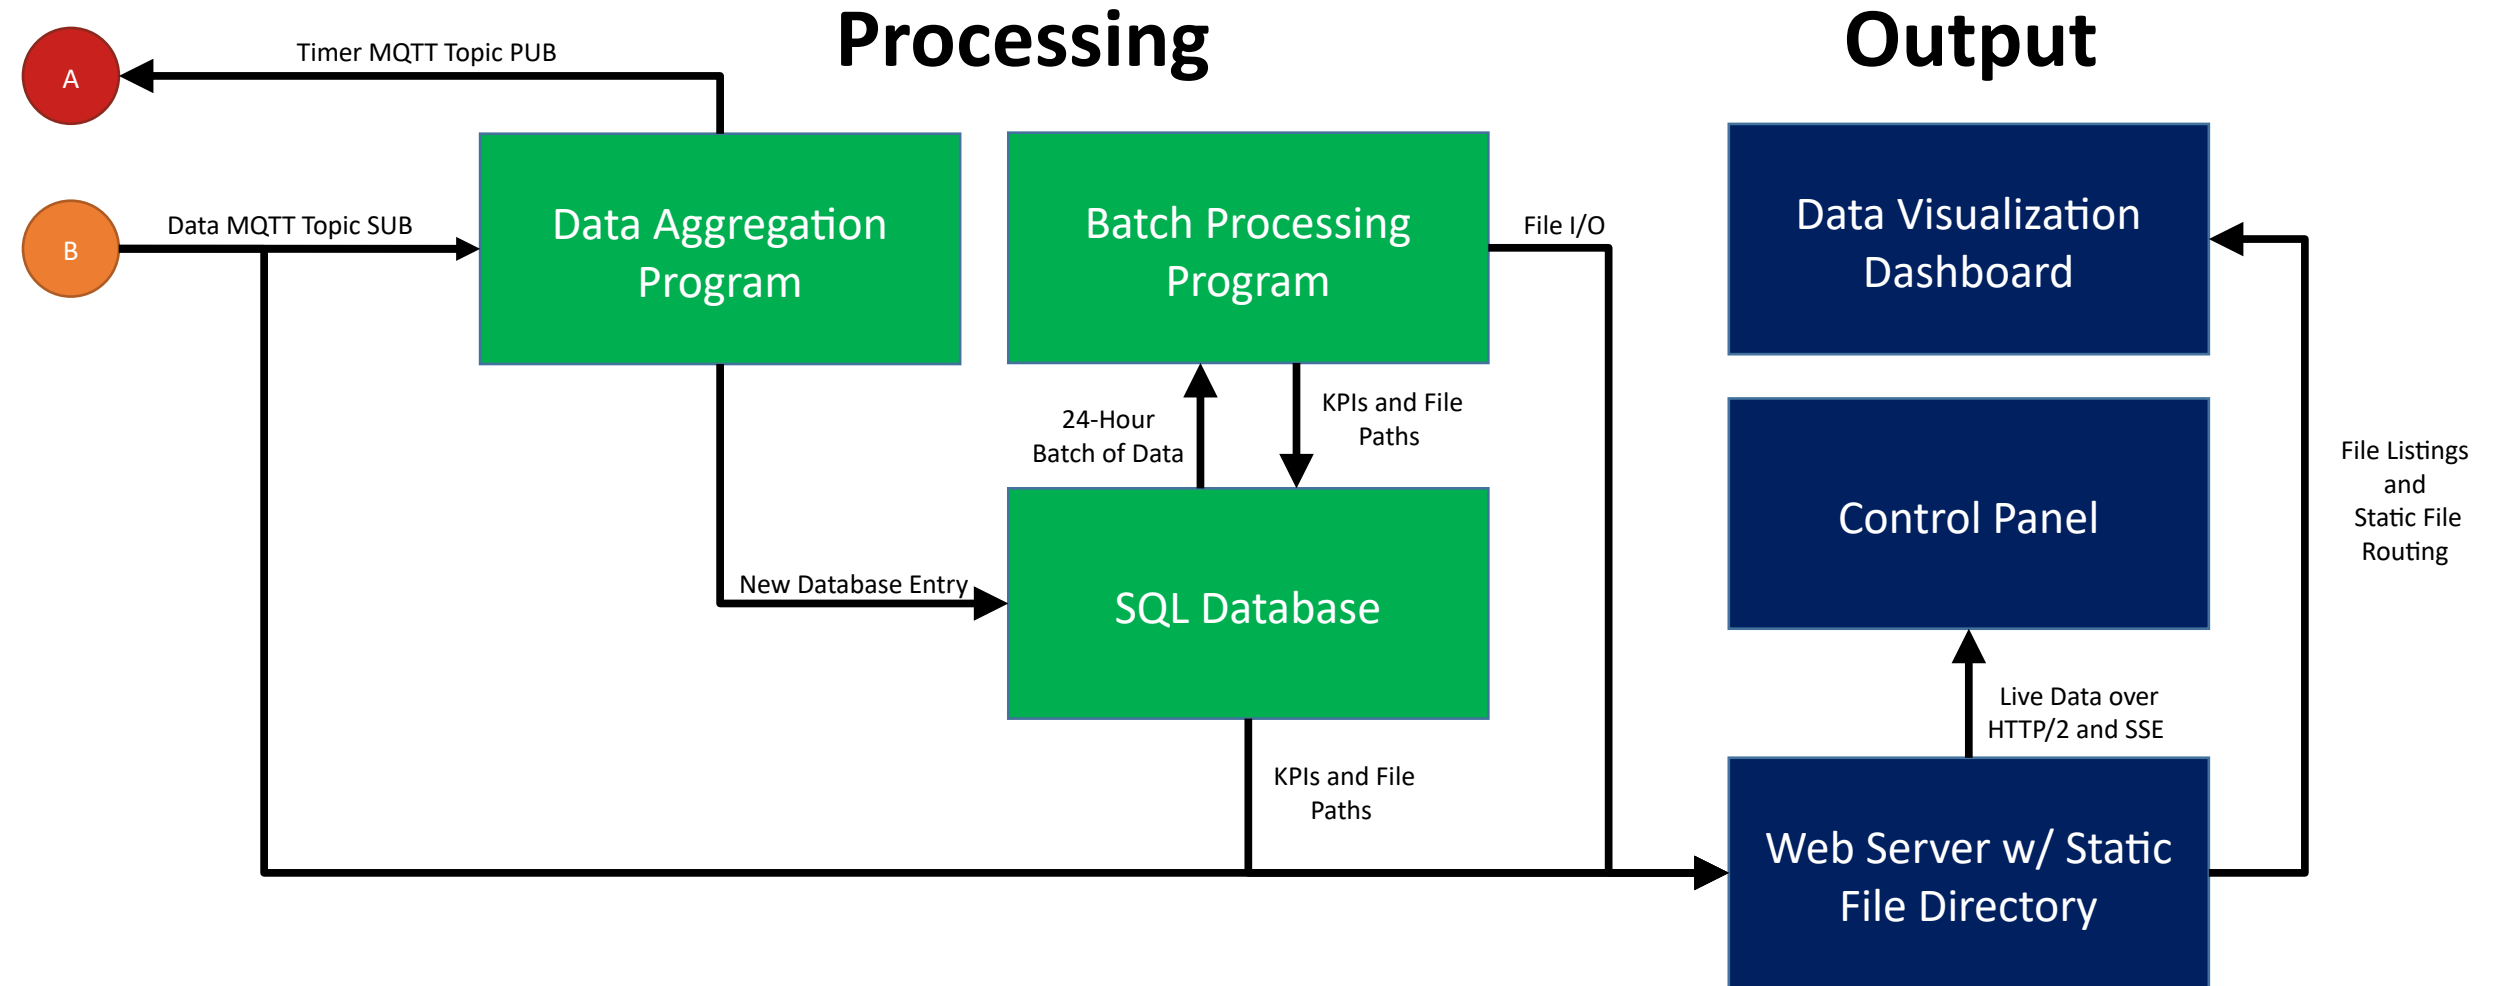 Processing
Output
A
Timer MQTT Topic PUB
B
Data MQTT Topic SUB
Data Aggregation
Program
Batch Processing
Program
File I/O
Data Visualization
Dashboard
24-Hour
Batch of Data
KPIs and File
Paths
File Listings
and
Static File
Routing
Control Panel
New Database Entry
SQL Database
Live Data over
HTTP/2 and SSE
KPIs and File
Paths
Web Server w/ Static
File Directory